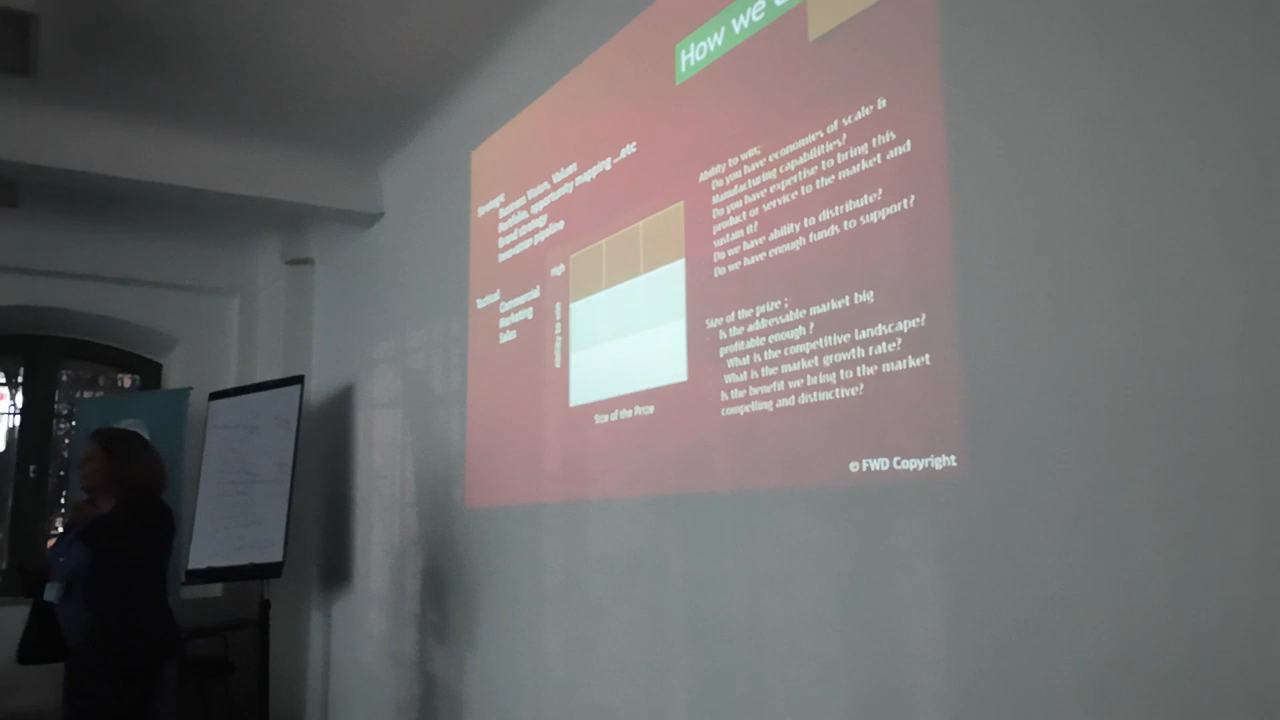 How we
Strategic
Business Vision, Values
Portfolio, opportunity mapping ...etc
Brand strategy
Innovation pipeline
Tactical
Commercial
Marketing
Sales
High
Ability to win
Size of the Prize
Ability to win;
Do you have economies of scale &
Manufacturing capabilities?
Do you have expertise to bring this
product or service to the market and
sustain it?
Do we have ability to distribute?
Do we have enough funds to support?
Size of the prize ;
Is the addressable market big
profitable enough ?
What is the competitive landscape?
What is the market growth rate?
Is the benefit we bring to the market
compelling and distinctive?
© FWD Copyright